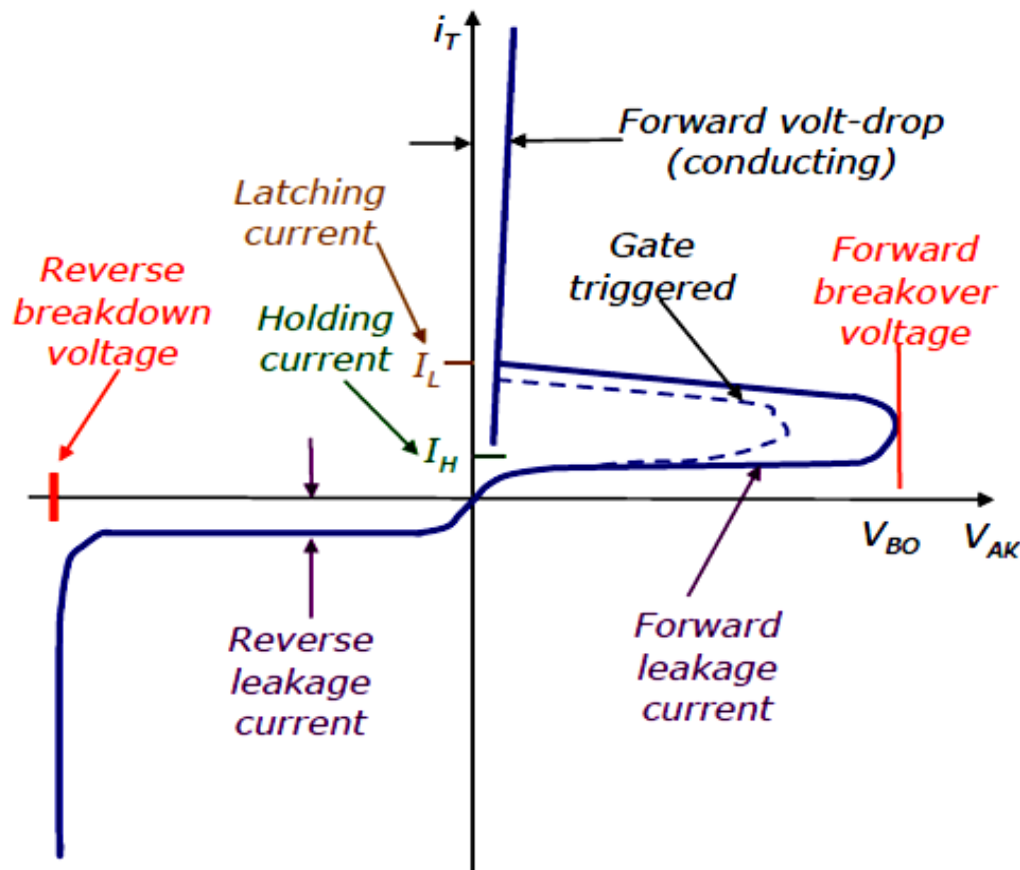 i_T
Forward volt-drop
(conducting)
Latching
current
Gate
triggered
Forward
breakover
voltage
Reverse
breakdown
voltage
Holding
current
I_L
I_H
V_BO
V_AK
Reverse
leakage
current
Forward
leakage
current